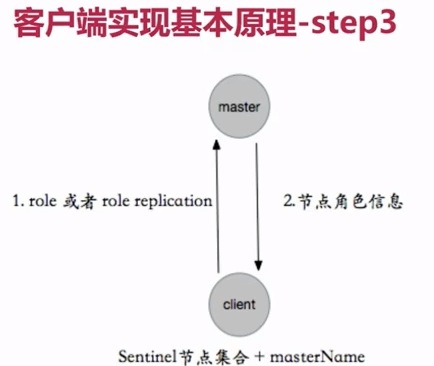 客户端实现基本原理-step3
master
1. role 或者 role replication
2.节点角色信息
client
Sentinel节点集合 + masterName